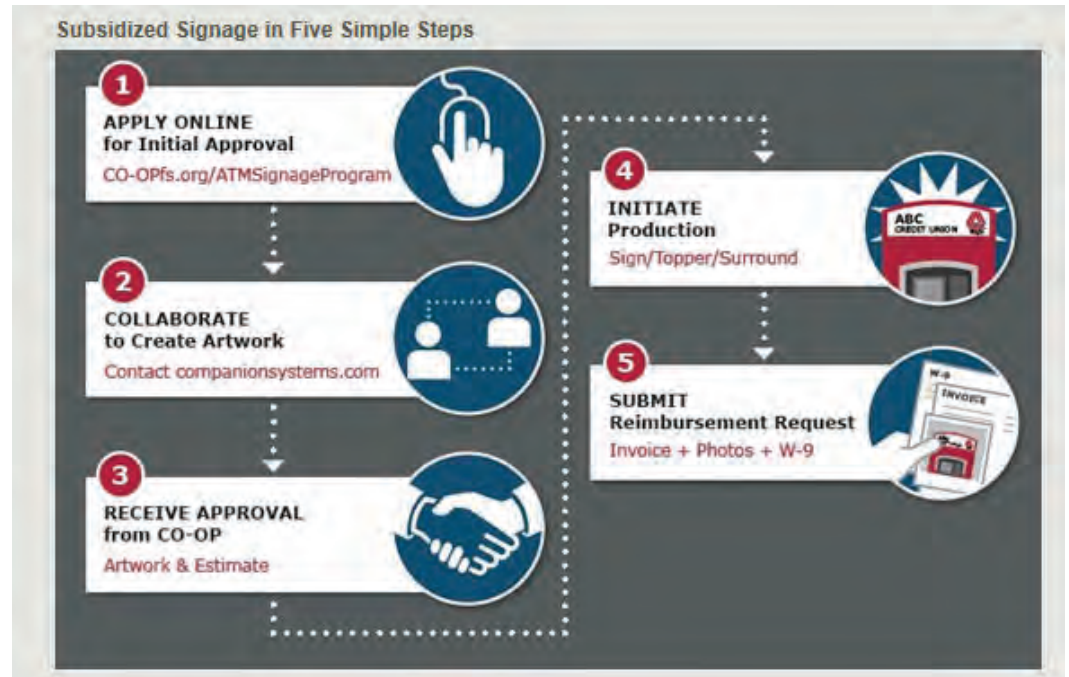 Subsidized Signage in Five Simple Steps
1
APPLY ONLINE
for Initial Approval
CO-OPfs.org/ATMSignageProgram
2
COLLABORATE
to Create Artwork
Contact companionsystems.com
3
RECEIVE APPROVAL
from CO-OP
Artwork & Estimate
4
INITIATE
Production
Sign/Topper/Surround
ABC
CREDIT UNION
5
SUBMIT
Reimbursement Request
Invoice + Photos + W-9
W-9
INVOICE